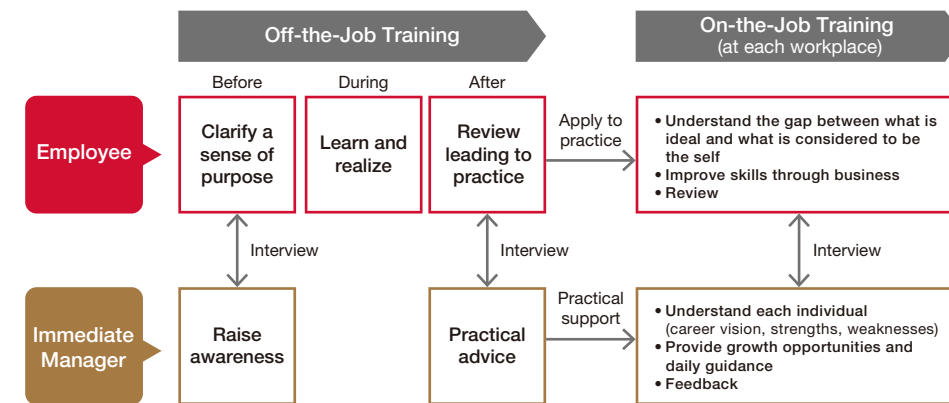 Off-the-Job Training
On-the-Job Training
(at each workplace)
Before
During
After
Employee
Clarify a
sense of
purpose
Learn and
realize
Review
leading to
practice
Apply to
practice
• Understand the gap between what is
ideal and what is considered to be
the self
• Improve skills through business
• Review
Interview
Interview
Interview
Immediate
Manager
Raise
awareness
Practical
advice
Practical
support
• Understand each individual
(career vision, strengths, weaknesses)
• Provide growth opportunities and
daily guidance
• Feedback